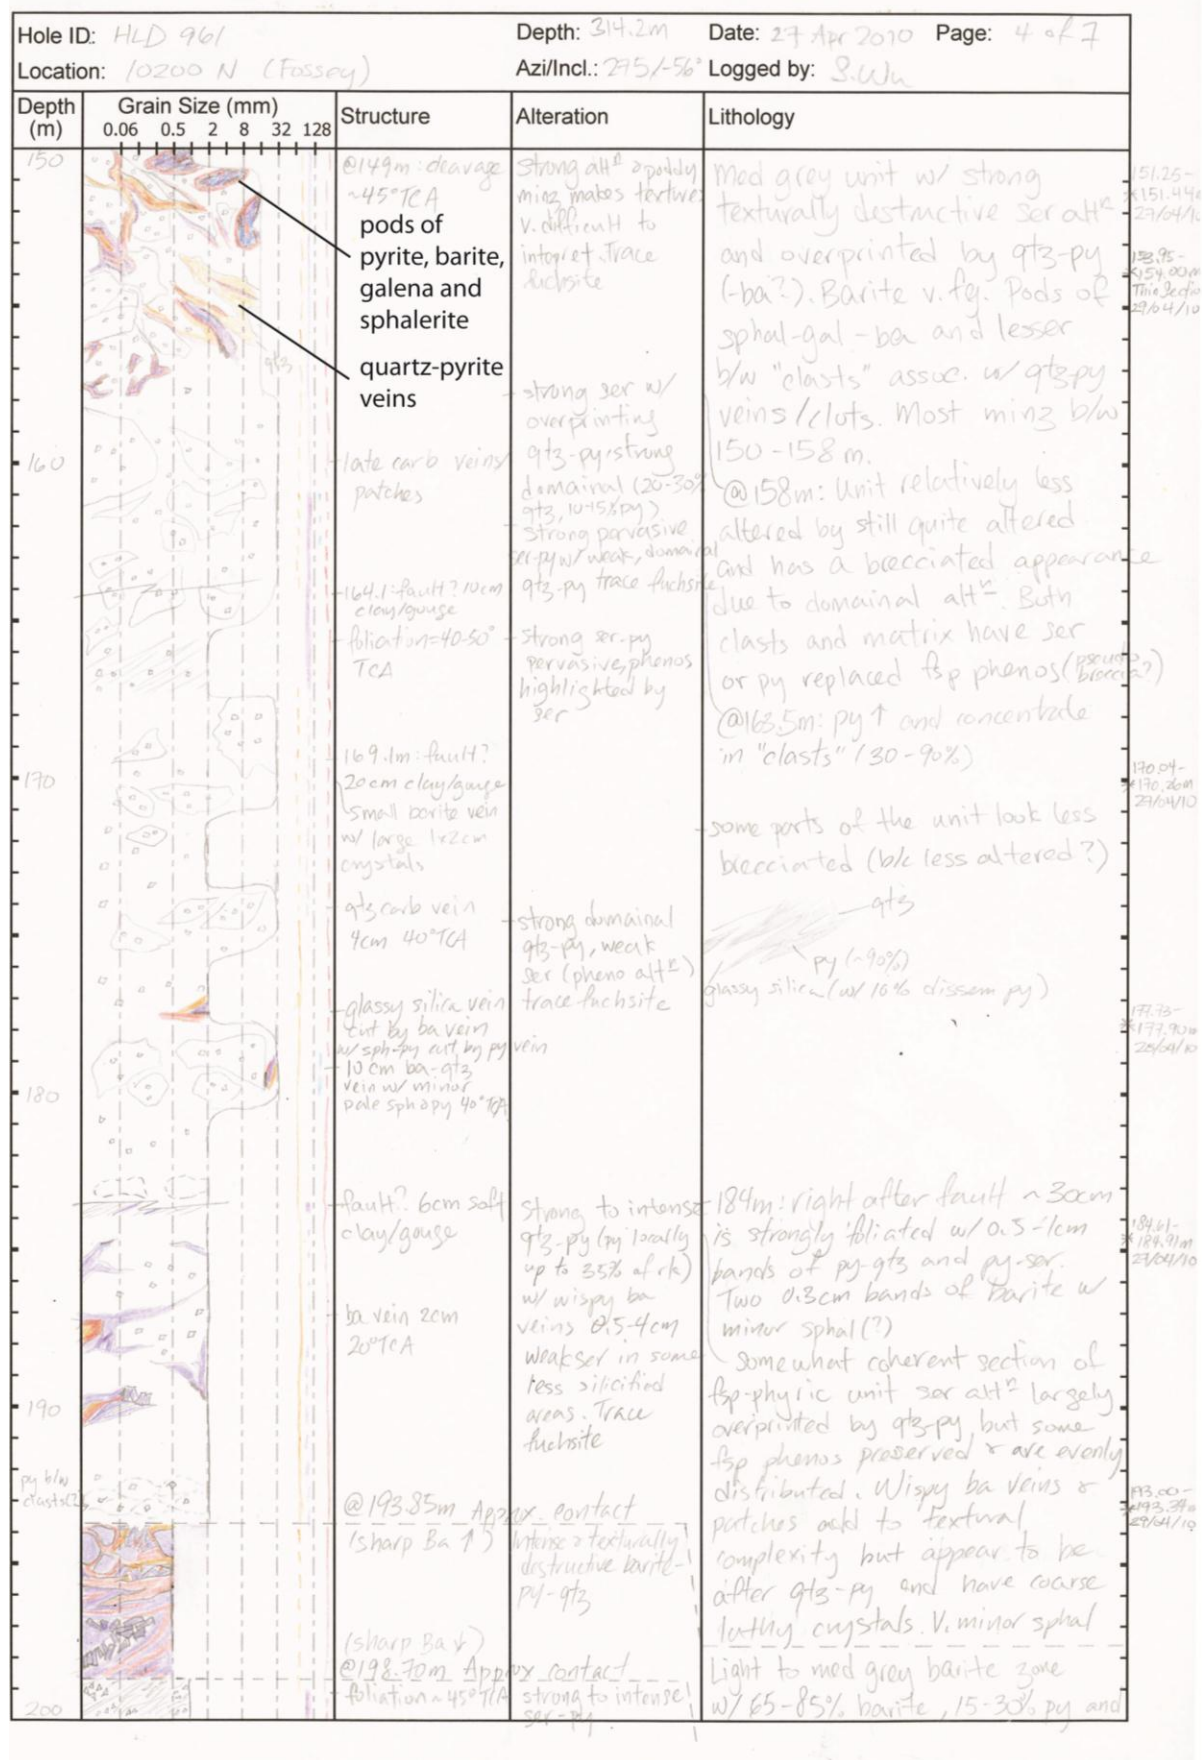 Hole ID: HLD 961 Depth: 314.2m Date: 27 Apr 2010 Page: 4 of 7
Location: 10200 N (Fossey) Azi/Incl.: 275/-56° Logged by: S.Wu
Depth (m) Grain Size (mm) Structure Alteration Lithology
0.06 0.5 2 8 32 128
150
160
170
180
190
py b/w
clasts
200
qtz
@149m: cleavage
~45°TCA
pods of
pyrite, barite,
galena and
sphalerite
quartz-pyrite
veins
late carb veins/
patches
164.1: fault? 10cm
clay/gouge
foliation=40-50°
TCA
169.1m: fault?
20cm clay/gouge
small barite vein
w/ large 1x2cm
crystals
qtz carb vein
4cm 40°TCA
glassy silica vein
cut by ba vein
w/ sph-py cut by py vein
10 cm ba-qtz
vein w/ minor
pale sph&py 40°TCA
fault? 6cm soft
clay/gouge
ba vein 2cm
20°TCA
@193.85m Approx. contact
(sharp Ba ↑)
(sharp Ba ↓)
@198.70m Approx contact
foliation ~45°TCA
strong altⁿ & poddy
minz makes textures
v. difficult to
interpret. Trace
fuchsite
strong ser w/
overprinting
qtz-py strong
domainal (20-30%
qtz, 10-15% py)
strong pervasive
ser-py w/ weak, domainal
qtz-py trace fuchsite
strong ser-py
pervasive, phenos
highlighted by
ser
strong domainal
qtz-py, weak
ser (pheno altⁿ)
trace fuchsite
strong to intense
qtz-py (py locally
up to 35% of rk)
w/ wispy ba
veins 0.5-4cm
weak ser in some
less silicified
areas. Trace
fuchsite
Intense & texturally
destructive barite-
py-qtz
strong to intense
ser-py
Med grey unit w/ strong
texturally destructive ser altⁿ
and overprinted by qtz-py
(-ba?). Barite v. fg. Pods of
sphal-gal-ba and lesser
b/w "clasts" assoc. w/ qtz-py
veins/clots. Most minz b/w
150-158 m.
@158m: Unit relatively less
altered by still quite altered
and has a brecciated appearance
due to domainal altⁿ. Both
clasts and matrix have ser
or py replaced fsp phenos (pseudo
breccia?)
@163.5m: py ↑ and concentrate
in "clasts" (30-90%)
some parts of the unit look less
brecciated (b/c less altered?)
qtz
py (~90%)
glassy silica (w/ 10% dissem py)
184m: right after fault ~30cm
is strongly foliated w/ 0.5-1cm
bands of py-qtz and py-ser.
Two 0.3cm bands of barite w
minor sphal(?)
Somewhat coherent section of
fsp-phyric unit ser altⁿ largely
overprinted by qtz-py, but some
fsp phenos preserved & are evenly
distributed. Wispy ba veins &
patches add to textural
complexity but appear to be
after qtz-py and have coarse
lathy crystals. V. minor sphal
Light to med grey barite zone
w/ 65-85% barite, 15-30% py and
151.25-
151.44m
29/04/10
153.95-
154.00m
Thin Section
29/04/10
170.04-
170.26m
29/04/10
177.73-
177.90m
184.61-
184.91m
29/04/10
193.00-
29/04/10